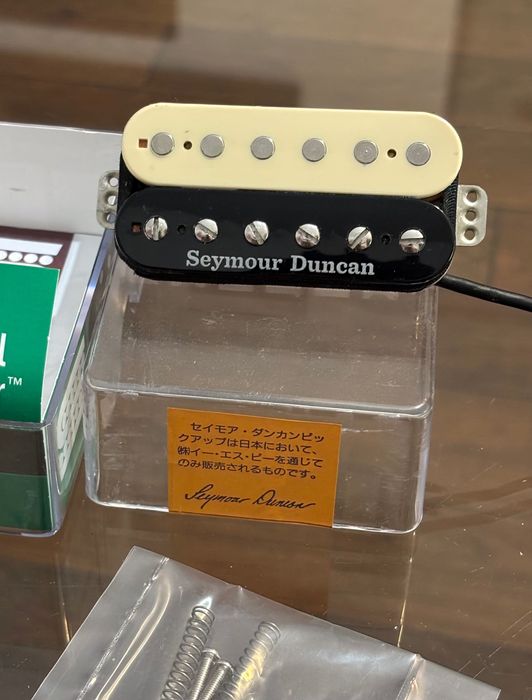 Seymour Duncan
セイモア・ダンカンピッ
クアップは日本において、
㈱イー・エス・ピーを通じて
のみ販売されるものです。
Seymour Duncan
TM